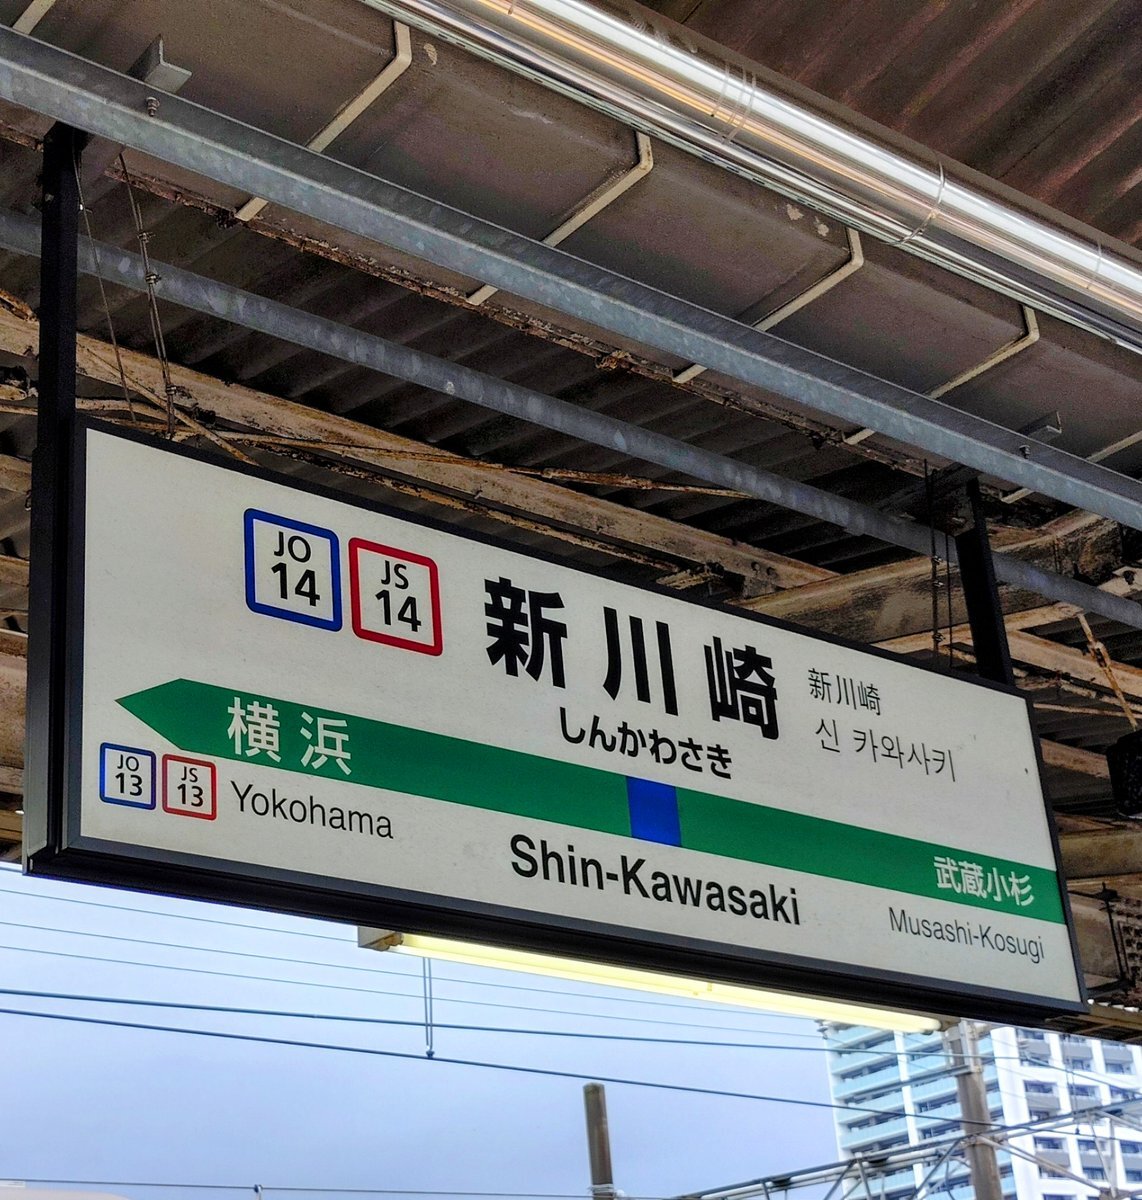 JO
14
JS
14
新川崎
しんかわさき
新川崎
신 카와사키
横浜
武蔵小杉
JO
13
JS
13
Yokohama
Shin-Kawasaki
Musashi-Kosugi